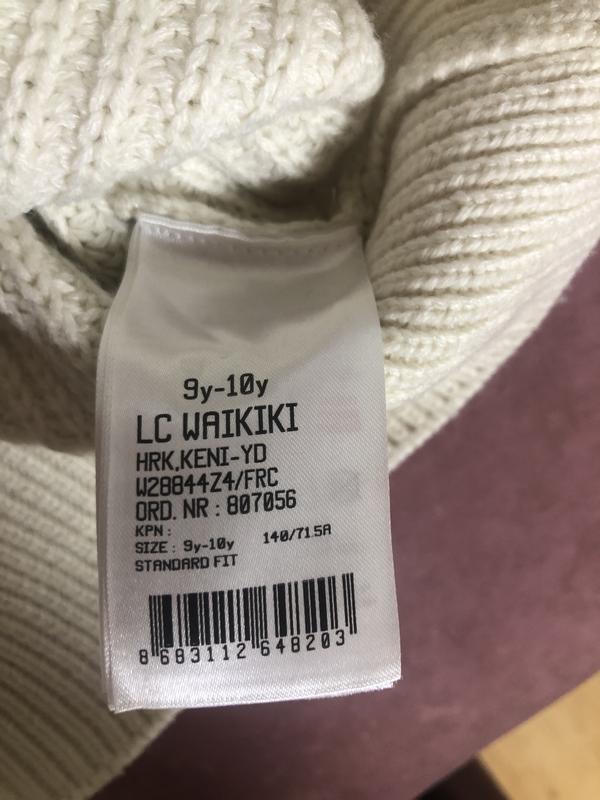 9y-10y
LC WAIKIKI
HRK,KENI-YD
W28844Z4/FRC
ORD. NR : 807056
KPN :
SIZE : 9y-10y 140/71.5A
STANDARD FIT
8 683112 648203